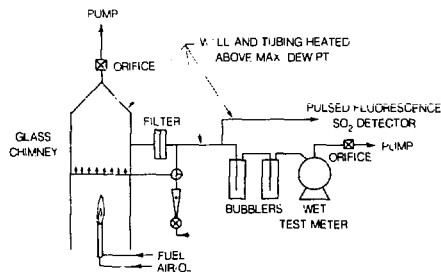 PUMP
ORIFICE
WALL AND TUBING HEATED
ABOVE MAX. DEW PT
FILTER
PULSED FLUORESCENCE
SO2 DETECTOR
GLASS
CHIMNEY
PUMP
ORIFICE
BUBBLERS
WET
TEST METER
FUEL
AIR/O2